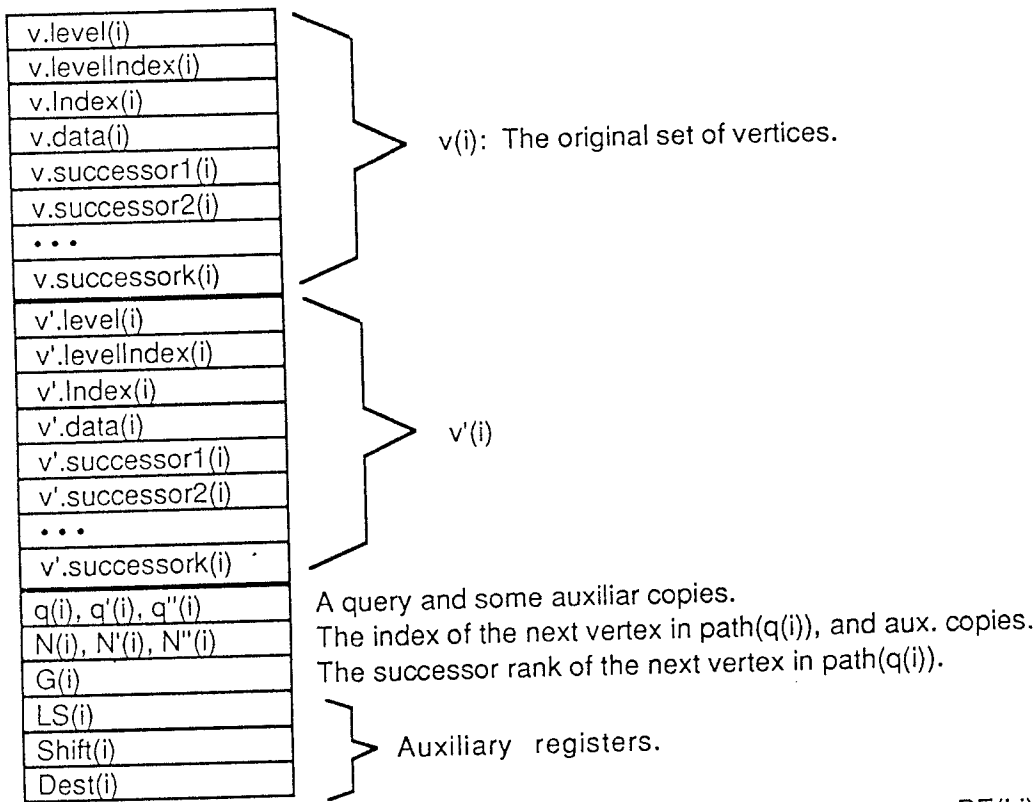 v.level(i)
v.levelIndex(i)
v.Index(i)
v.data(i)
v.successor1(i)
v.successor2(i)
• • •
v.successork(i)
v(i): The original set of vertices.
v'.level(i)
v'.levelIndex(i)
v'.Index(i)
v'.data(i)
v'.successor1(i)
v'.successor2(i)
• • •
v'.successork(i)
v'(i)
q(i), q'(i), q"(i)
A query and some auxiliar copies.
N(i), N'(i), N"(i)
The index of the next vertex in path(q(i)), and aux. copies.
G(i)
The successor rank of the next vertex in path(q(i)).
LS(i)
Shift(i)
Dest(i)
Auxiliary registers.